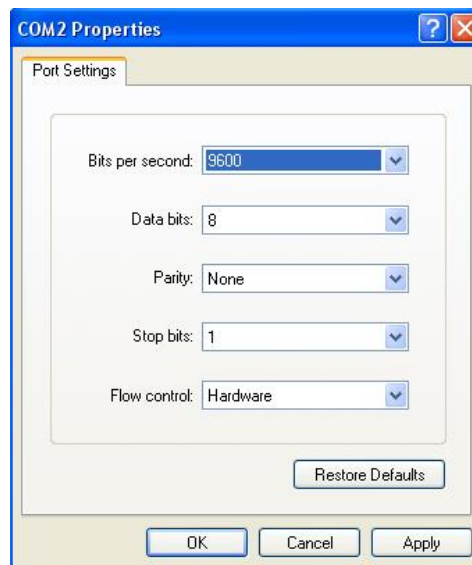 COM2 Properties
Port Settings
Bits per second: 9600
Data bits: 8
Parity: None
Stop bits: 1
Flow control: Hardware
Restore Defaults
OK Cancel Apply